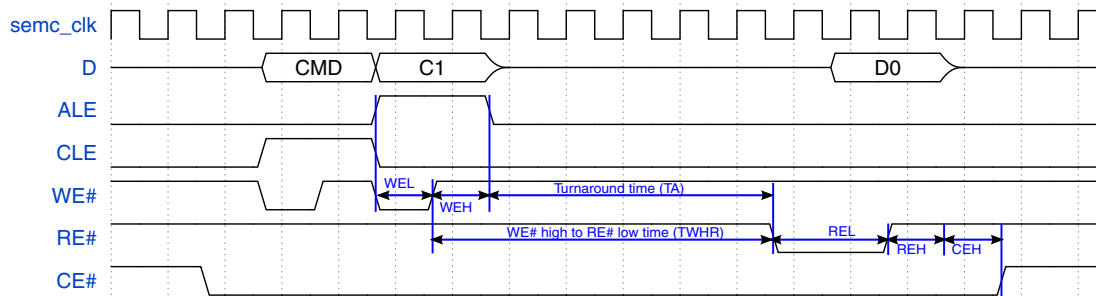 semc_clk
D CMD C1 D0
ALE
CLE
WE# WEL WEH Turnaround time (TA)
RE# WE# high to RE# low time (TWHR) REL REH CEH
CE#